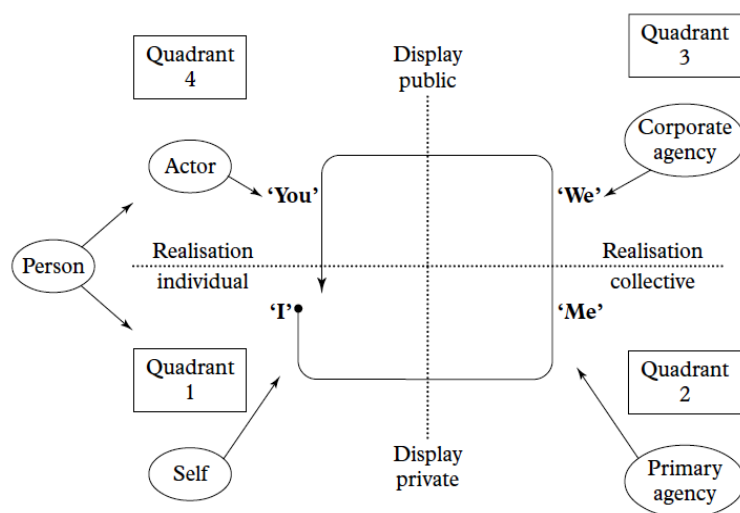 Quadrant
4
Display
public
Quadrant
3
Actor
Corporate
agency
‘You’
‘We’
Person
Realisation
individual
Realisation
collective
‘I’
‘Me’
Quadrant
1
Quadrant
2
Self
Display
private
Primary
agency